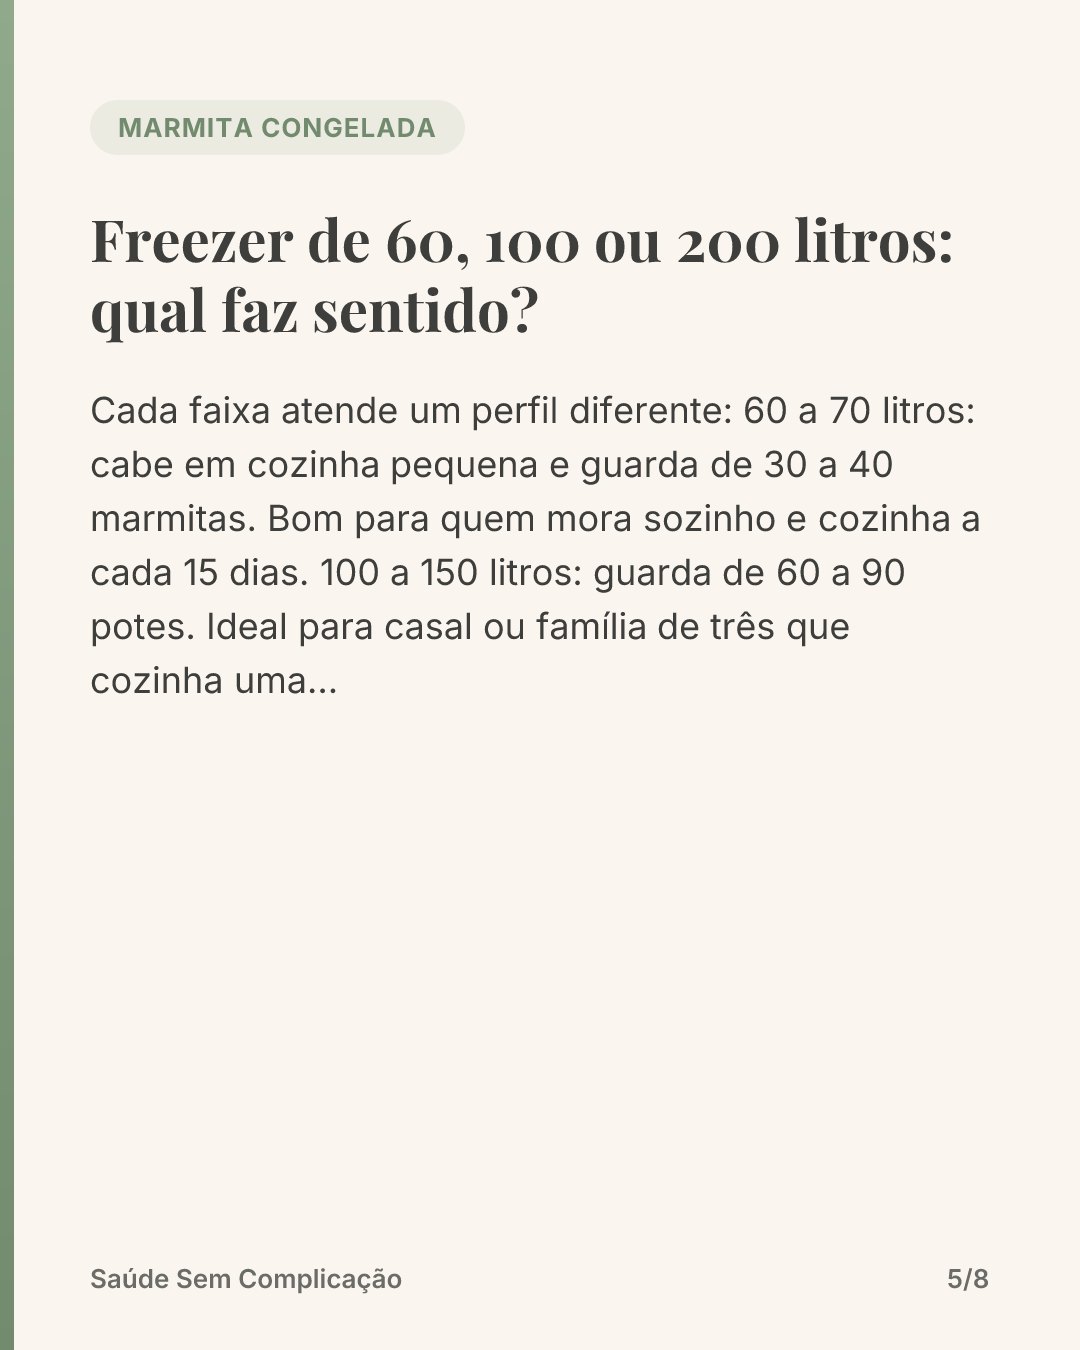 MARMITA CONGELADA
Freezer de 60, 100 ou 200 litros:
qual faz sentido?
Cada faixa atende um perfil diferente: 60 a 70 litros:
cabe em cozinha pequena e guarda de 30 a 40
marmitas. Bom para quem mora sozinho e cozinha a
cada 15 dias. 100 a 150 litros: guarda de 60 a 90
potes. Ideal para casal ou família de três que
cozinha uma...
Saúde Sem Complicação
5/8